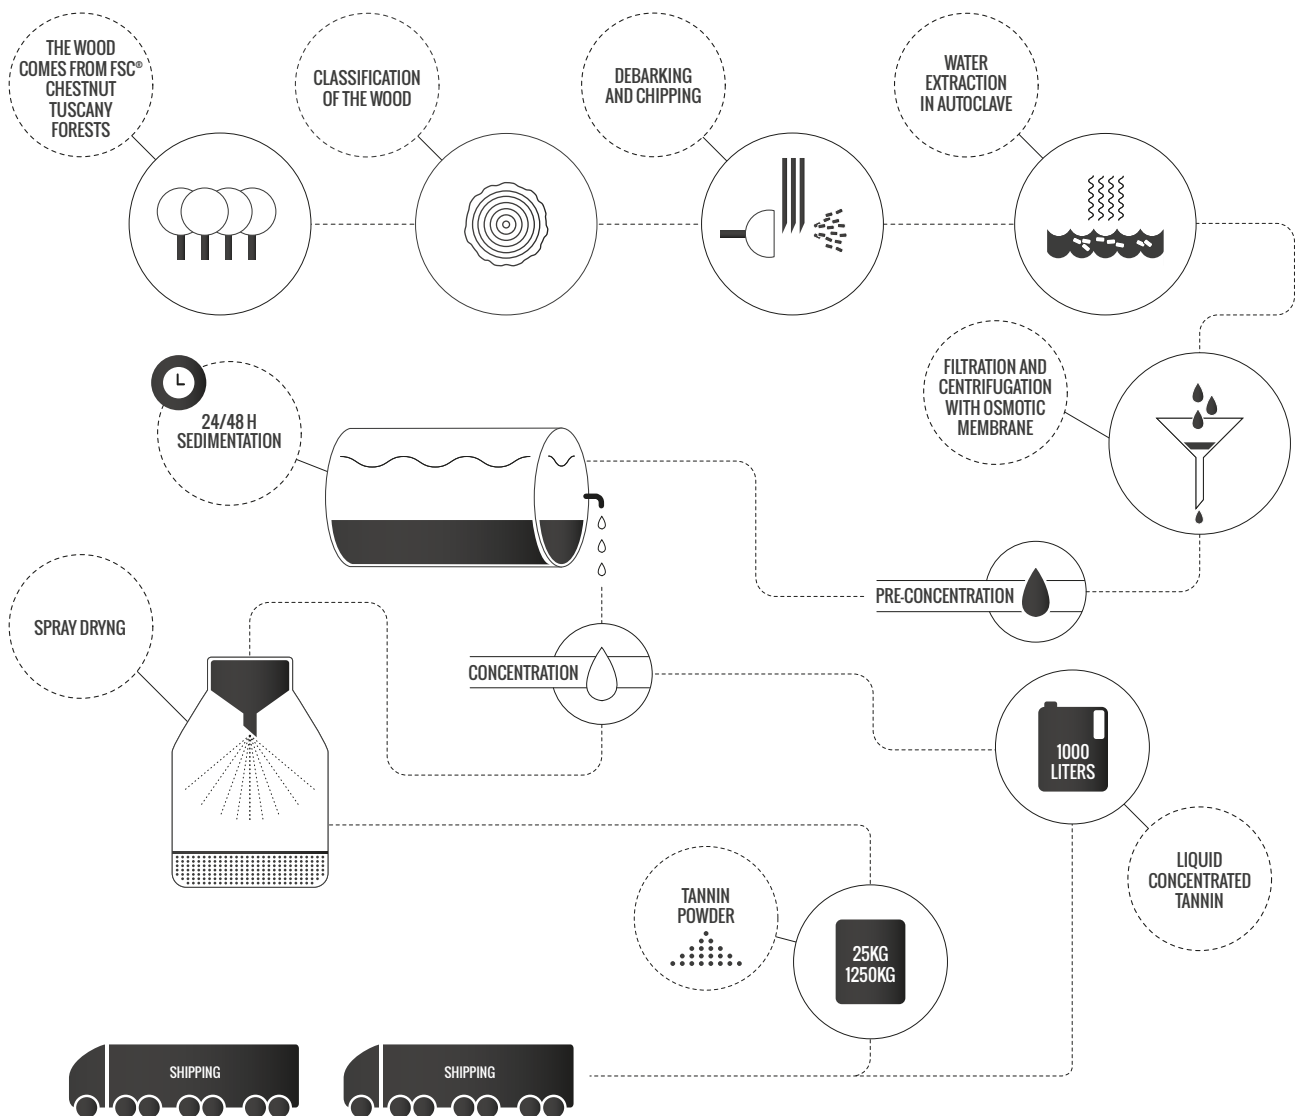 THE WOOD
COMES FROM FSC®
CHESTNUT
TUSCANY
FORESTS
CLASSIFICATION
OF THE WOOD
DEBARKING
AND CHIPPING
WATER
EXTRACTION
IN AUTOCLAVE
FILTRATION AND
CENTRIFUGATION
WITH OSMOTIC
MEMBRANE
24/48 H
SEDIMENTATION
PRE-CONCENTRATION
SPRAY DRYNG
CONCENTRATION
1000
LITERS
LIQUID
CONCENTRATED
TANNIN
TANNIN
POWDER
25KG
1250KG
SHIPPING
SHIPPING